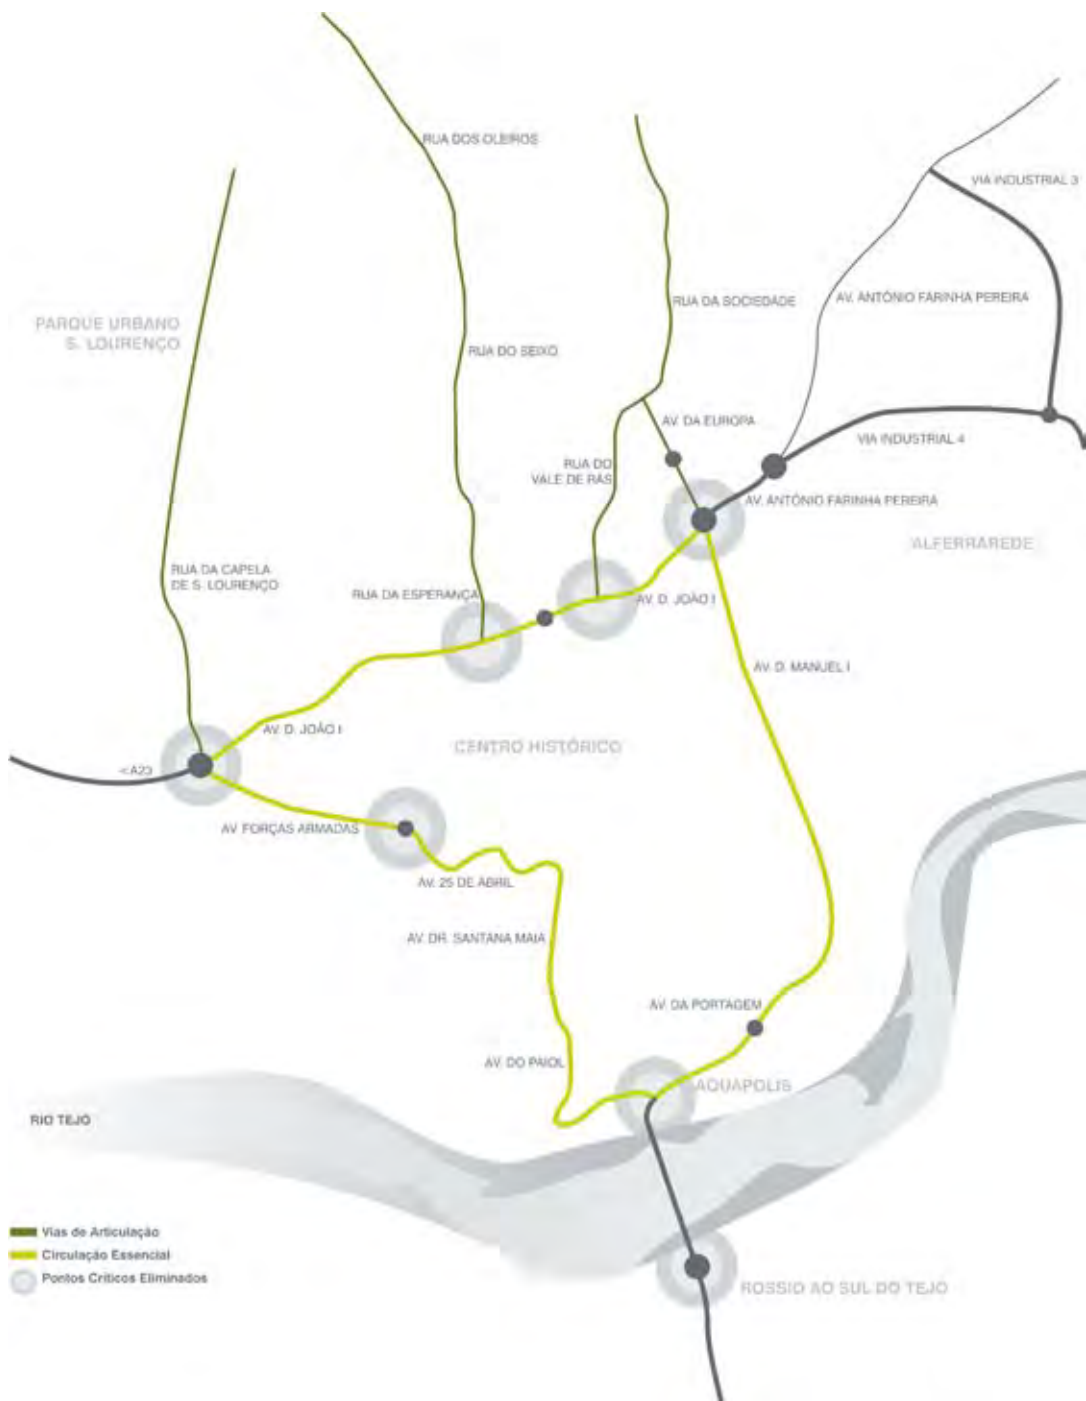 RUA DOS OLEIROS
VIA INDUSTRIAL 3
AV. ANTÓNIO FARINHA PEREIRA
RUA DA SOCIEDADE
PARQUE URBANO
S. LOURENÇO
RUA DO SEIXO
AV. DA EUROPA
VIA INDUSTRIAL 4
RUA DO
VALE DE RÃS
AV. ANTÓNIO FARINHA PEREIRA
ALFERRAREDE
RUA DA CAPELA
DE S. LOURENÇO
RUA DA ESPERANÇA
AV. D. JOÃO I
AV. D. MANUEL I
AV. D. JOÃO I
CENTRO HISTÓRICO
<A23
AV. FORÇAS ARMADAS
AV. 25 DE ABRIL
AV. DR. SANTANA MAIA
AV. DA PORTAGEM
AV. DO PAIOL
AQUAPOLIS
RIO TEJO
Vias de Articulação
Circulação Essencial
Pontos Críticos Eliminados
ROSSIO AO SUL DO TEJO